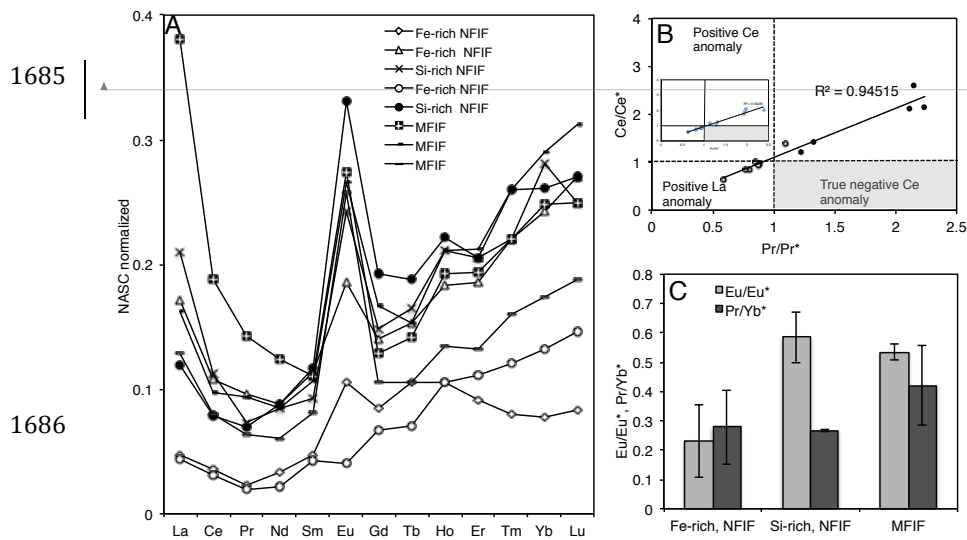 1685
1686
A
0.4
0.3
0.2
0.1
0
NASC normalized
Fe-rich NFIF
Fe-rich NFIF
Si-rich NFIF
Fe-rich NFIF
Si-rich NFIF
MFIF
MFIF
La Ce Pr Nd Sm Eu Gd Tb Ho Er Tm Yb Lu
B
4
3
2
1
0
Ce/Ce*
Positive Ce
anomaly
R² = 0.94515
Positive La
anomaly
True negative Ce
anomaly
0 0.5 1 1.5 2 2.5
Pr/Pr*
C
0.8
0.7
0.6
0.5
0.4
0.3
0.2
0.1
0
Eu/Eu*, Pr/Yb*
Eu/Eu*
Pr/Yb*
Fe-rich, NFIF Si-rich, NFIF MFIF